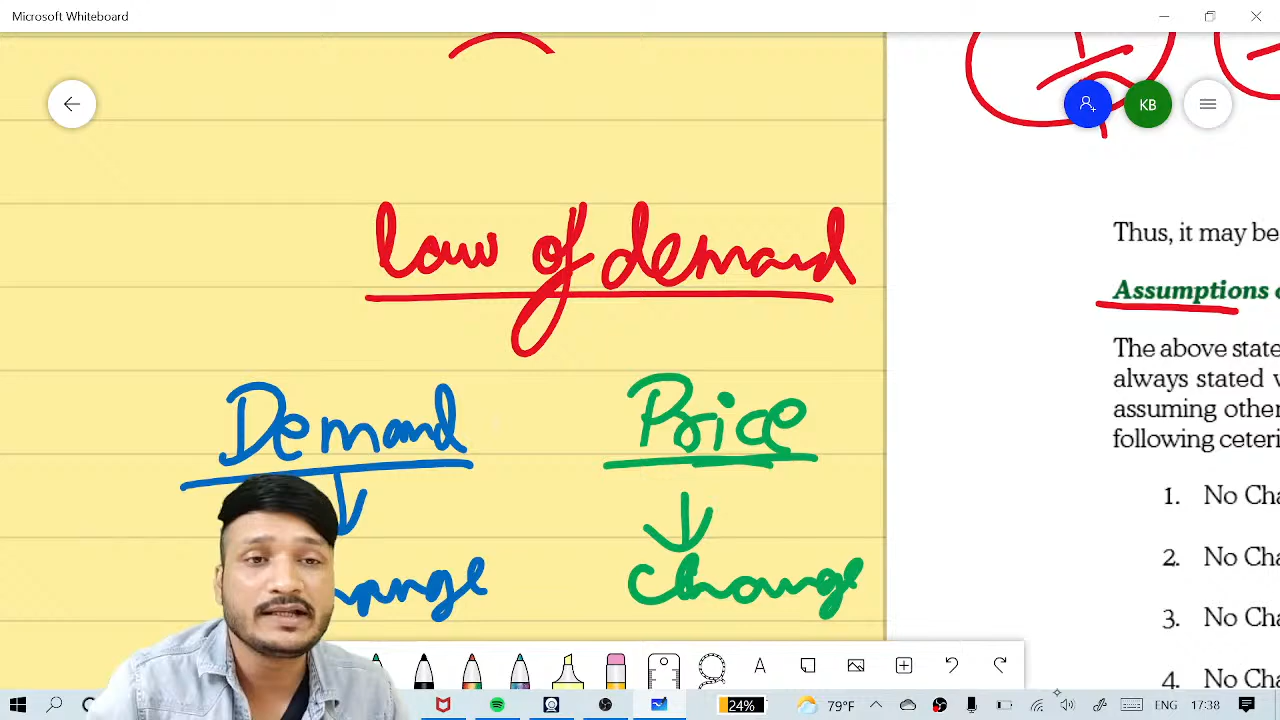 Microsoft Whiteboard
KB
law of demand
Thus, it may be
Assumptions o
The above state
always stated v
assuming other
following ceteri
Demand
Price
change
1. No Cha
2. No Cha
3. No Cha
4. No Cha
A
24%
79°F
ENG
17:38